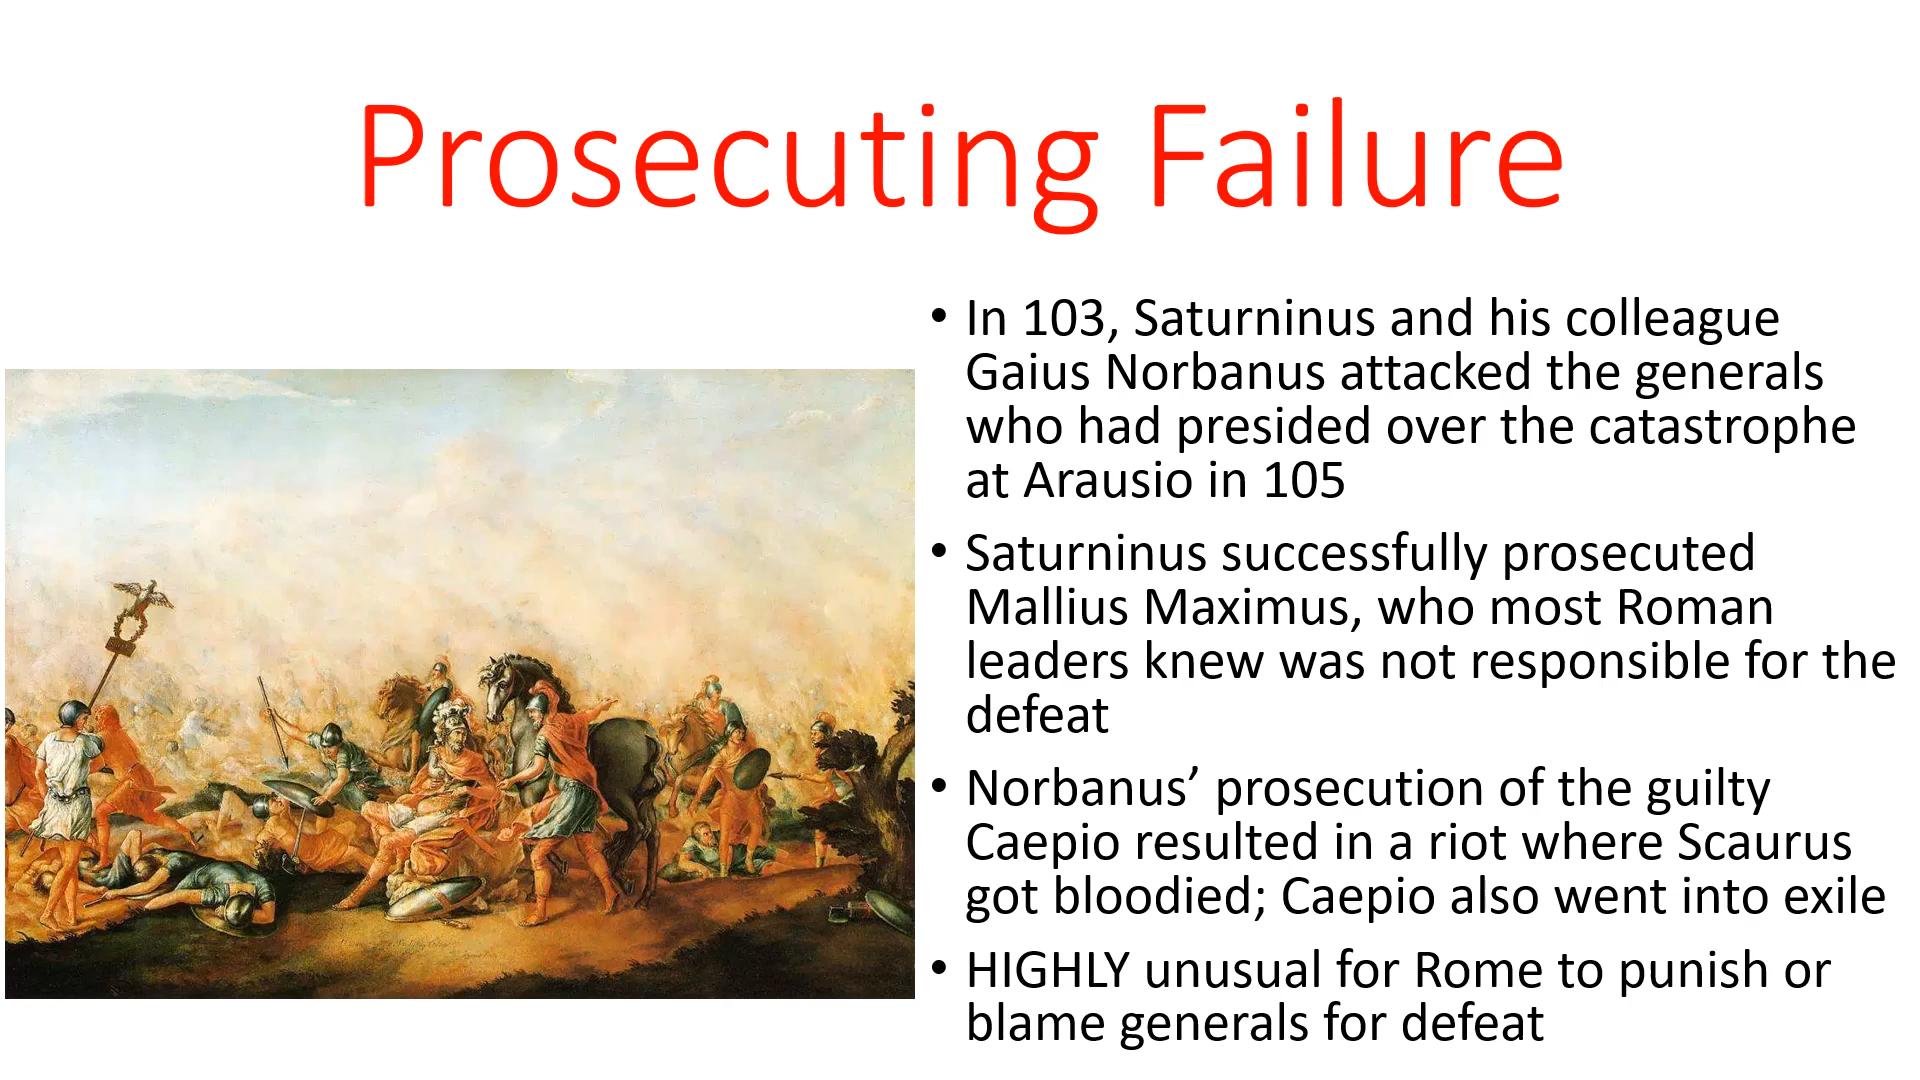 Prosecuting Failure
• In 103, Saturninus and his colleague
Gaius Norbanus attacked the generals
who had presided over the catastrophe
at Arausio in 105
• Saturninus successfully prosecuted
Mallius Maximus, who most Roman
leaders knew was not responsible for the
defeat
• Norbanus’ prosecution of the guilty
Caepio resulted in a riot where Scaurus
got bloodied; Caepio also went into exile
• HIGHLY unusual for Rome to punish or
blame generals for defeat